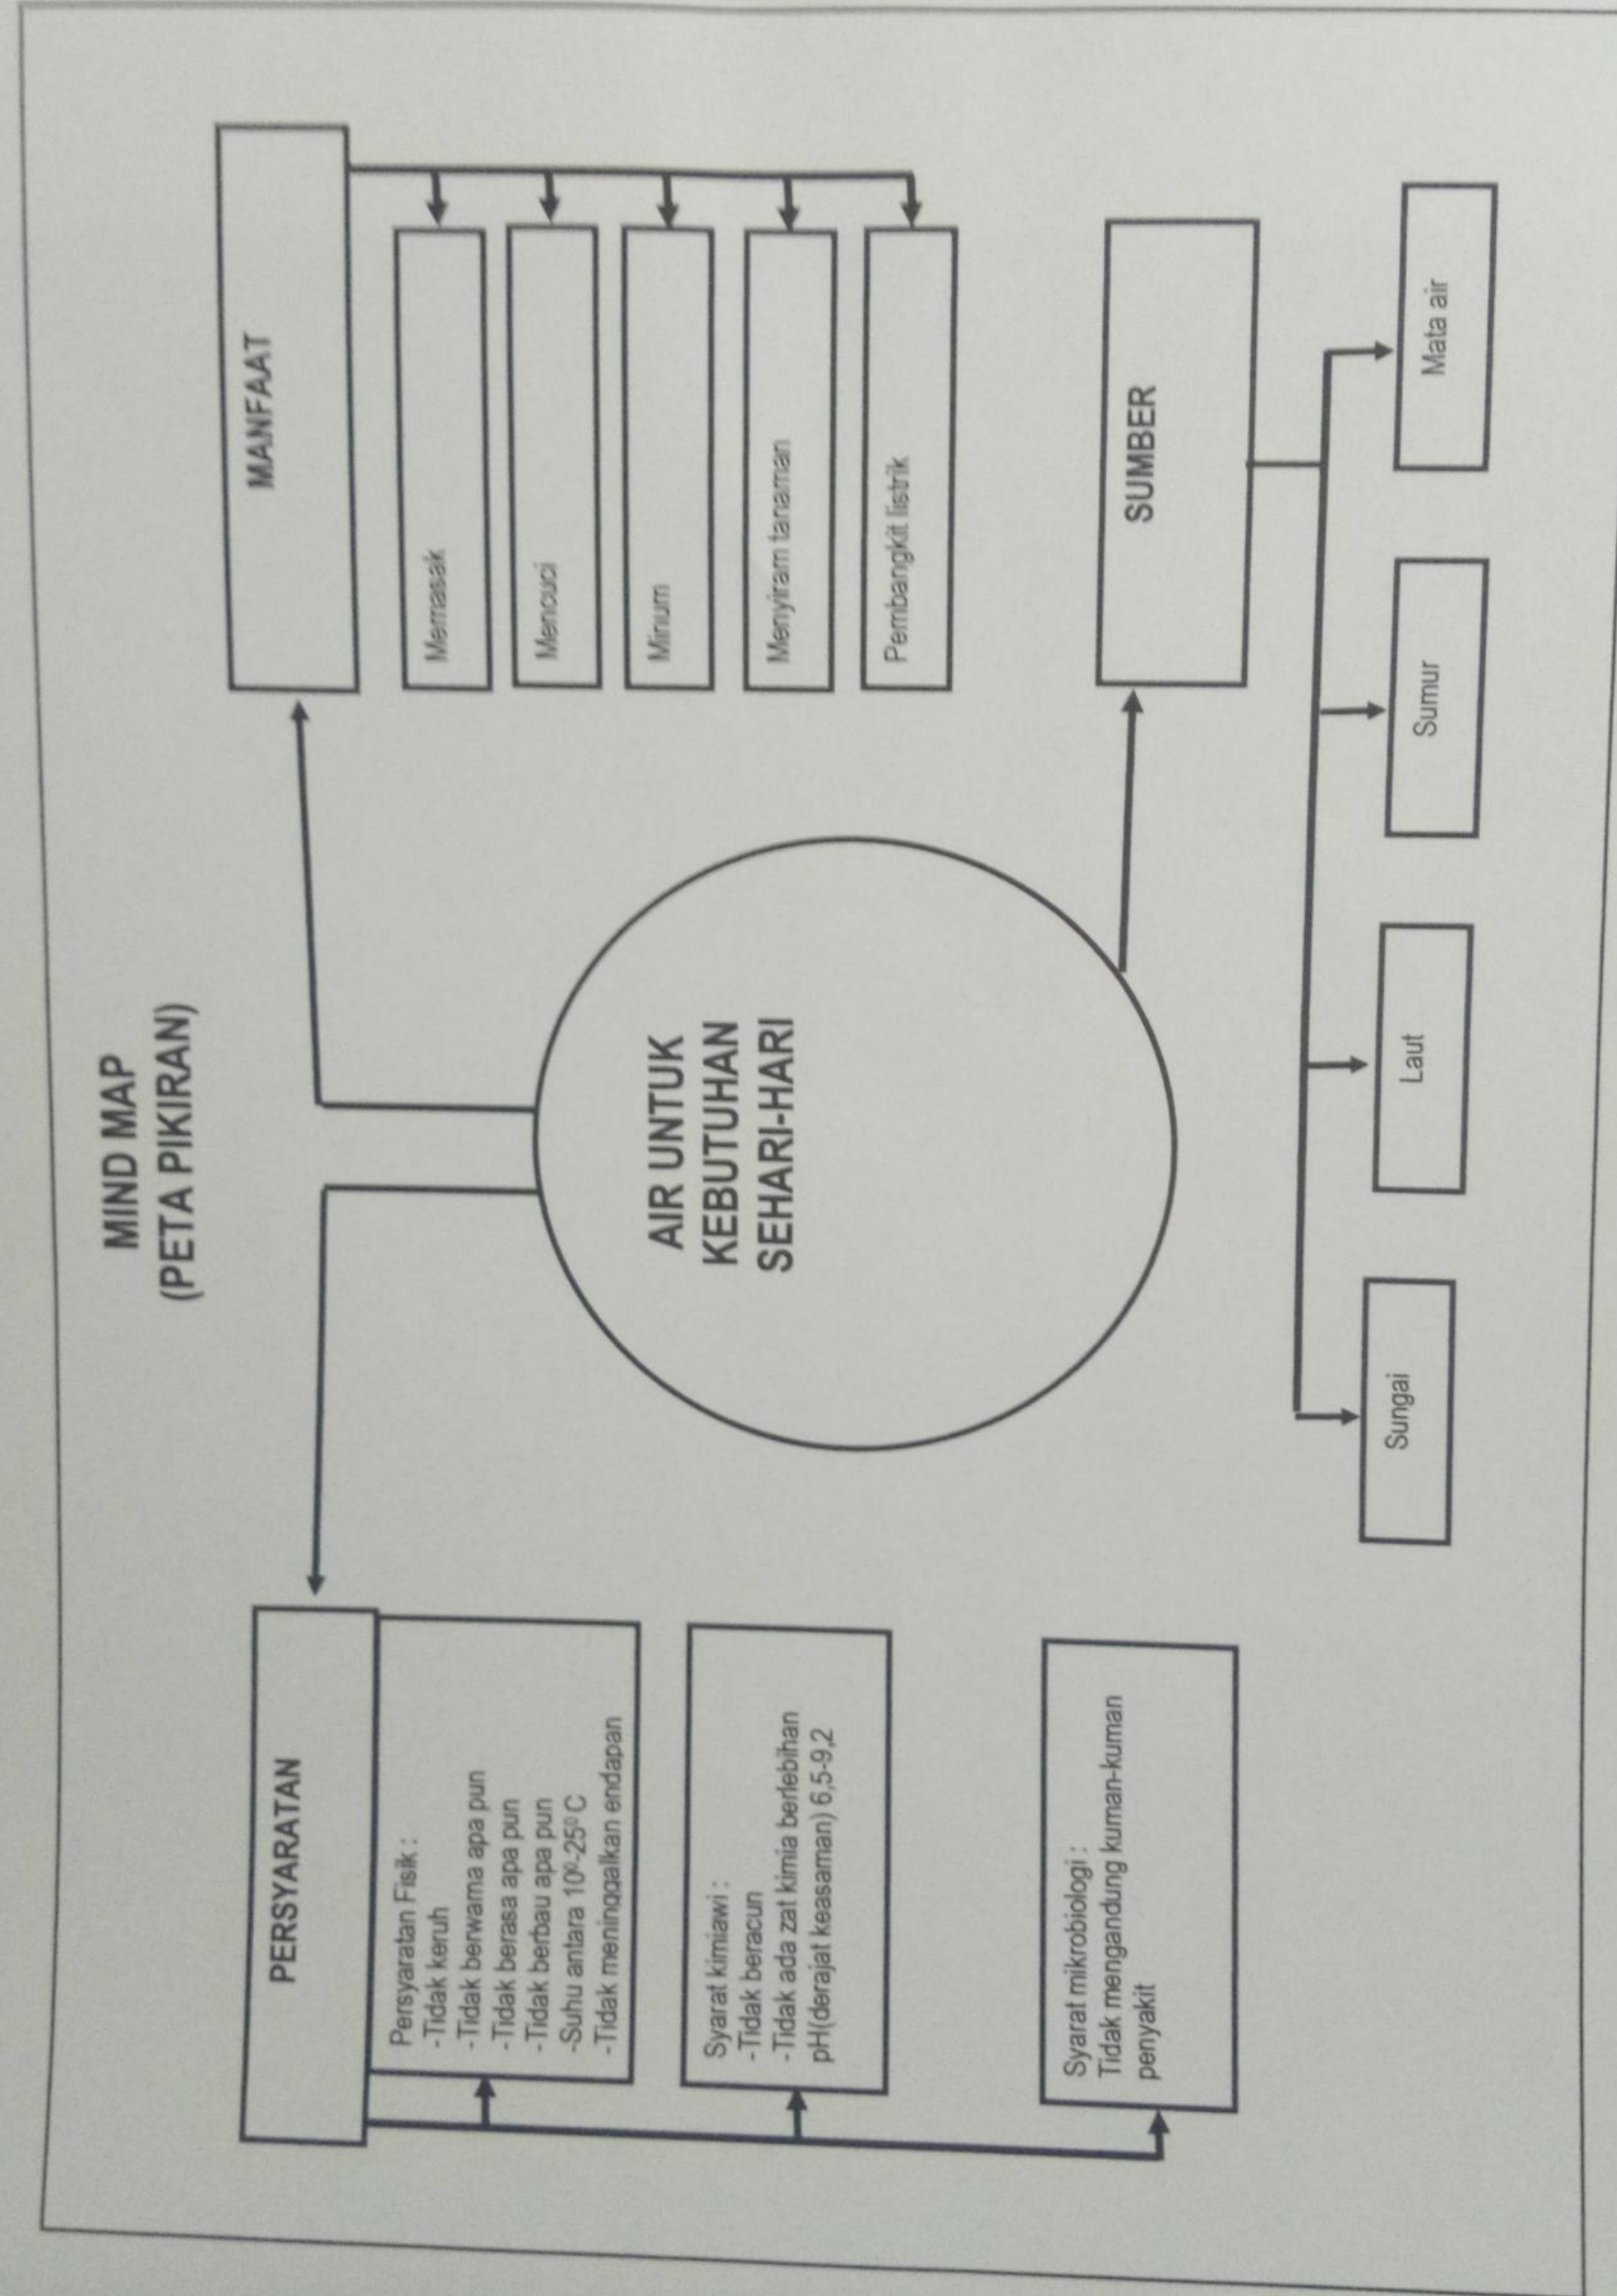 MIND MAP
(PETA PIKIRAN)
PERSYARATAN
Persyaratan Fisik :
-Tidak keruh
-Tidak berwarna apa pun
-Tidak berasa apa pun
-Tidak berbau apa pun
-Suhu antara 10⁰-25⁰ C
-Tidak meninggalkan endapan
Syarat kimiawi :
-Tidak beracun
-Tidak ada zat kimia berlebihan
pH(derajat keasaman) 6,5-9,2
Syarat mikrobiologi :
Tidak mengandung kuman-kuman
penyakit
AIR UNTUK
KEBUTUHAN
SEHARI-HARI
MANFAAT
Memasak
Mencuci
Minum
Menyiram tanaman
Pembangkit listrik
SUMBER
Sungai
Laut
Sumur
Mata air